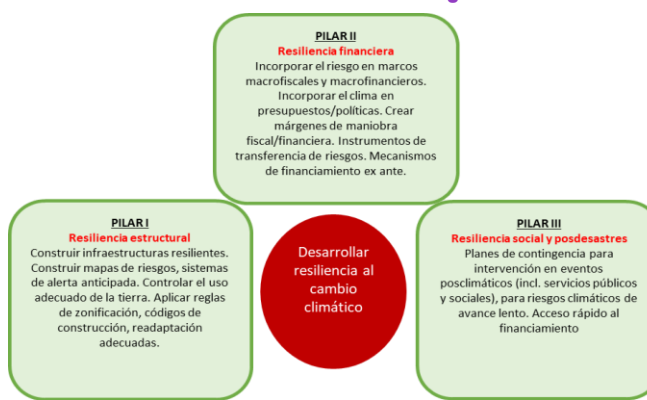 PILAR II
Resiliencia financiera
Incorporar el riesgo en marcos
macrofiscales y macrofinancieros.
Incorporar el clima en
presupuestos/políticas. Crear
márgenes de maniobra
fiscal/financiera. Instrumentos de
transferencia de riesgos. Mecanismos
de financiamiento ex ante.
PILAR I
Resiliencia estructural
Construir infraestructuras resilientes.
Construir mapas de riesgos, sistemas
de alerta anticipada. Controlar el uso
adecuado de la tierra. Aplicar reglas
de zonificación, códigos de
construcción, readaptación
adecuadas.
Desarrollar
resiliencia al
cambio
climático
PILAR III
Resiliencia social y posdesastres
Planes de contingencia para
intervención en eventos
posclimáticos (incl. servicios públicos
y sociales), para riesgos climáticos de
avance lento. Acceso rápido al
financiamiento